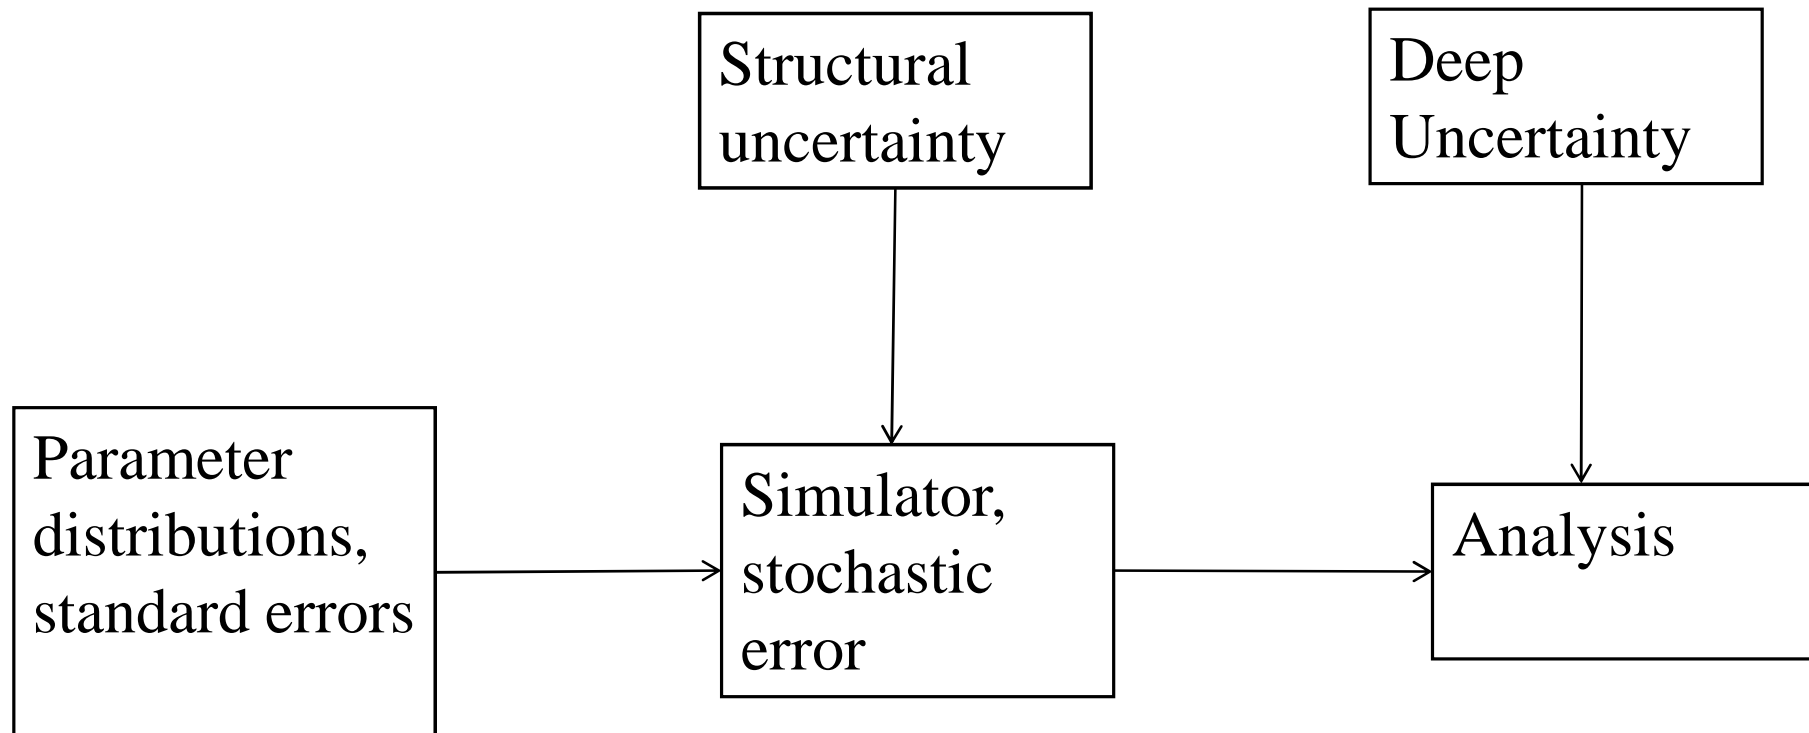 Structural
uncertainty
Deep
Uncertainty
Parameter
distributions,
standard errors
Simulator,
stochastic
error
Analysis